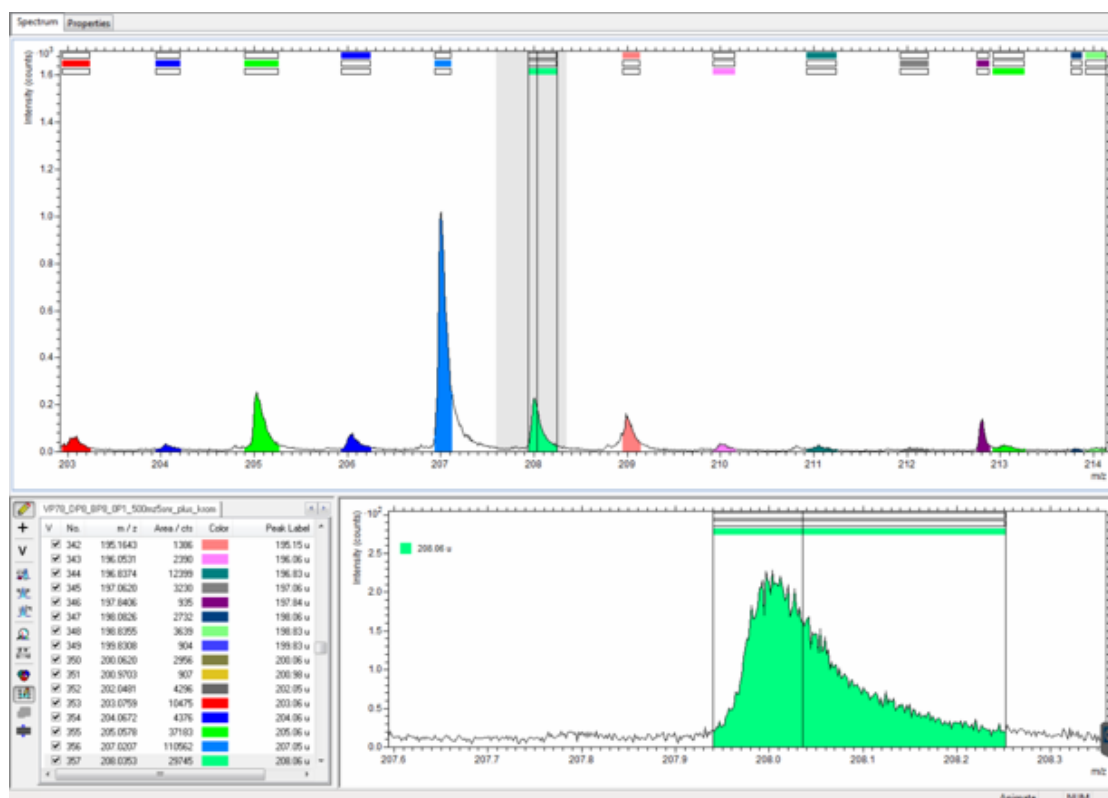 Spectrum Properties
·10³
Intensity (counts)
1.6
1.4
1.2
1.0
0.8
0.6
0.4
0.2
0.0
203 204 205 206 207 208 209 210 211 212 213 214
m/z
V No. m / z Area / cts Color Peak Label
342 195.1643 1386 195.15 u
343 196.0531 2390 196.06 u
344 196.8374 12399 196.83 u
345 197.0620 3230 197.06 u
346 197.8406 935 197.84 u
347 198.0826 2732 198.06 u
348 198.8355 3639 198.83 u
349 199.8308 904 199.83 u
350 200.0620 2956 200.06 u
351 200.9703 907 200.98 u
352 202.0481 4296 202.05 u
353 203.0759 10475 203.06 u
354 204.0672 4376 204.06 u
355 205.0578 37183 205.06 u
356 207.0207 110562 207.05 u
357 208.0353 29745 208.06 u
·10²
Intensity (counts)
208.06 u
2.5
2.0
1.5
1.0
0.5
0.0
207.6 207.7 207.8 207.9 208.0 208.1 208.2 208.3
m/z